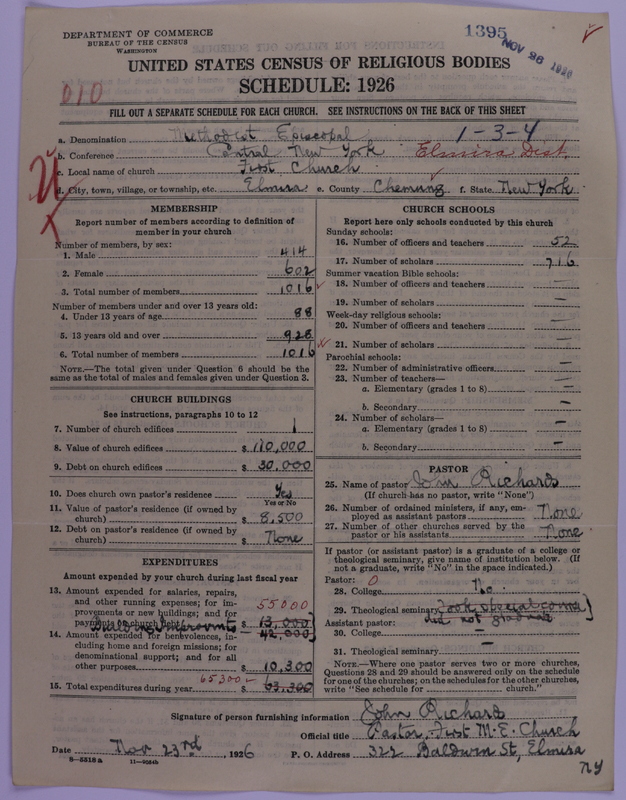 1395
NOV 26 1926
DEPARTMENT OF COMMERCE
BUREAU OF THE CENSUS
WASHINGTON
UNITED STATES CENSUS OF RELIGIOUS BODIES
SCHEDULE: 1926
010
FILL OUT A SEPARATE SCHEDULE FOR EACH CHURCH. SEE INSTRUCTIONS ON THE BACK OF THIS SHEET
a. Denomination Methodist Episcopal 1-3-4
b. Conference Central New York Elmira Dist.
c. Local name of church First Church
d. City, town, village, or township, etc. Elmira e. County Chemung f. State New York
MEMBERSHIP
Report number of members according to definition of member in your church
Number of members, by sex:
1. Male 414
2. Female 602
3. Total number of members 1016
Number of members under and over 13 years old:
4. Under 13 years of age 88
5. 13 years old and over 928
6. Total number of members 1016
NOTE.—The total given under Question 6 should be the same as the total of males and females given under Question 3.
CHURCH BUILDINGS
See instructions, paragraphs 10 to 12
7. Number of church edifices 1
8. Value of church edifices $ 110,000
9. Debt on church edifices $ 30,000
10. Does church own pastor's residence Yes
Yes or No
11. Value of pastor's residence (if owned by church) $ 8,500
12. Debt on pastor's residence (if owned by church) $ None
EXPENDITURES
Amount expended by your church during last fiscal year
13. Amount expended for salaries, repairs, and other running expenses; for improvements or new buildings; and for payments on church debt $ 13,000
55000
Building Improvements 42,000
14. Amount expended for benevolences, including home and foreign missions; for denominational support; and for all other purposes $ 10,300
15. Total expenditures during year 65300 $ 63,300
CHURCH SCHOOLS
Report here only schools conducted by this church
Sunday schools:
16. Number of officers and teachers 52
17. Number of scholars 716
Summer vacation Bible schools:
18. Number of officers and teachers —
19. Number of scholars —
Week-day religious schools:
20. Number of officers and teachers —
21. Number of scholars —
Parochial schools:
22. Number of administrative officers —
23. Number of teachers—
a. Elementary (grades 1 to 8) —
b. Secondary —
24. Number of scholars—
a. Elementary (grades 1 to 8) —
b. Secondary —
PASTOR
25. Name of pastor John Richards
(If church has no pastor, write "None")
26. Number of ordained ministers, if any, employed as assistant pastors None
27. Number of other churches served by the pastor or his assistants None
If pastor (or assistant pastor) is a graduate of a college or theological seminary, give name of institution below. (If not a graduate, write "No" in the space indicated.)
Pastor: 0
28. College No
29. Theological seminary Took special course
did not graduate
Assistant pastor:
30. College —
31. Theological seminary —
NOTE.—Where one pastor serves two or more churches, Questions 28 and 29 should be answered only on the schedule for one of the churches; on the schedules for the other churches, write "See schedule for church."
Signature of person furnishing information John Richards
Official title Pastor, First M.E. Church
Date Nov 23rd, 1926 P. O. Address 322 Baldwin St, Elmira
NY
8—5518a 11—9264b